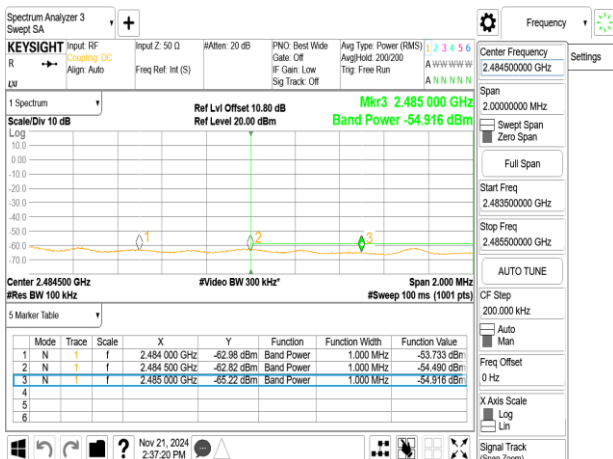 Spectrum Analyzer 3
Swept SA
Frequency
KEYSIGHT Input: RF Input Z: 50 Ω #Atten: 20 dB PNO: Best Wide Avg Type: Power (RMS) 1 2 3 4 5 6
R Coupling: DC Gate: Off Avg|Hold: 200/200 A W W W W W
Align: Auto Freq Ref: Int (S) IF Gain: Low Trig: Free Run
Sig Track: Off A N N N N N
Center Frequency
2.484500000 GHz
Settings
Span
2.00000000 MHz
Swept Span
Zero Span
Full Span
Start Freq
2.483500000 GHz
Stop Freq
2.485500000 GHz
AUTO TUNE
CF Step
200.000 kHz
Auto
Man
Freq Offset
0 Hz
X Axis Scale
Log
Lin
Signal Track
(Span Zoom)
1 Spectrum
Scale/Div 10 dB
Ref Lvl Offset 10.80 dB
Ref Level 20.00 dBm
Mkr3 2.485 000 GHz
Band Power -54.916 dBm
Log
10.0
0.00
-10.0
-20.0
-30.0
-40.0
-50.0
-60.0
-70.0
1 2 3
Center 2.484500 GHz #Video BW 300 kHz* Span 2.000 MHz
#Res BW 100 kHz #Sweep 100 ms (1001 pts)
5 Marker Table
Mode Trace Scale X Y Function Function Width Function Value
1 N 1 f 2.484 000 GHz -62.98 dBm Band Power 1.000 MHz -53.733 dBm
2 N 1 f 2.484 500 GHz -62.82 dBm Band Power 1.000 MHz -54.490 dBm
3 N 1 f 2.485 000 GHz -65.22 dBm Band Power 1.000 MHz -54.916 dBm
4
5
6
Nov 21, 2024
2:37:20 PM